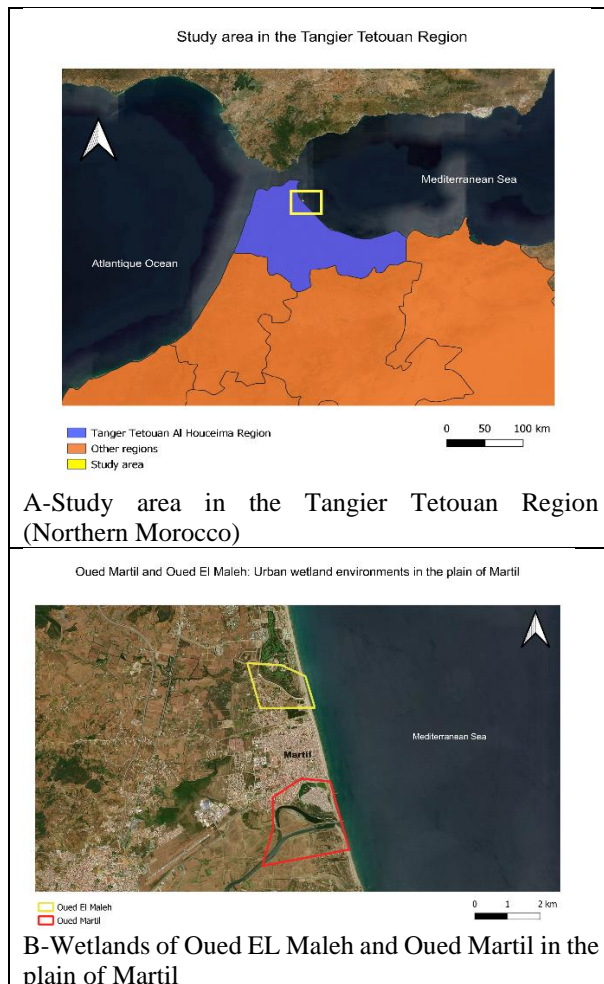 Study area in the Tangier Tetouan Region
Mediterranean Sea
Atlantique Ocean
Tanger Tetouan Al Houceima Region
Other regions
Study area
0 50 100 km
A-Study area in the Tangier Tetouan Region
(Northern Morocco)
Oued Martil and Oued El Maleh: Urban wetland environments in the plain of Martil
Martil
Mediterranean Sea
Oued El Maleh
Oued Martil
0 1 2 km
B-Wetlands of Oued EL Maleh and Oued Martil in the
plain of Martil